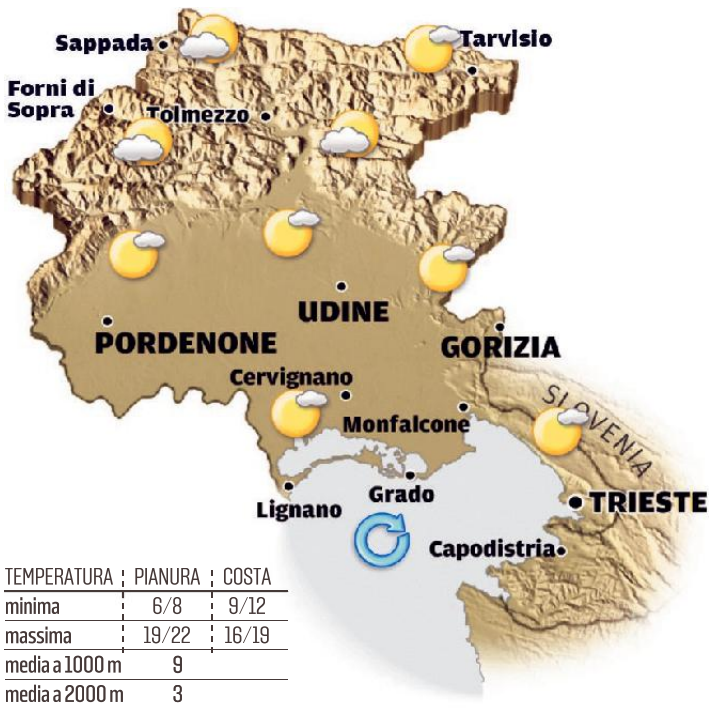 Sappada
Tarvisio
Forni di
Sopra
Tolmezzo
UDINE
PORDENONE
GORIZIA
Cervignano
SLOVENIA
Monfalcone
Lignano
Grado
TRIESTE
Capodistria
TEMPERATURA PIANURA COSTA
minima 6/8 9/12
massima 19/22 16/19
media a 1000 m 9
media a 2000 m 3